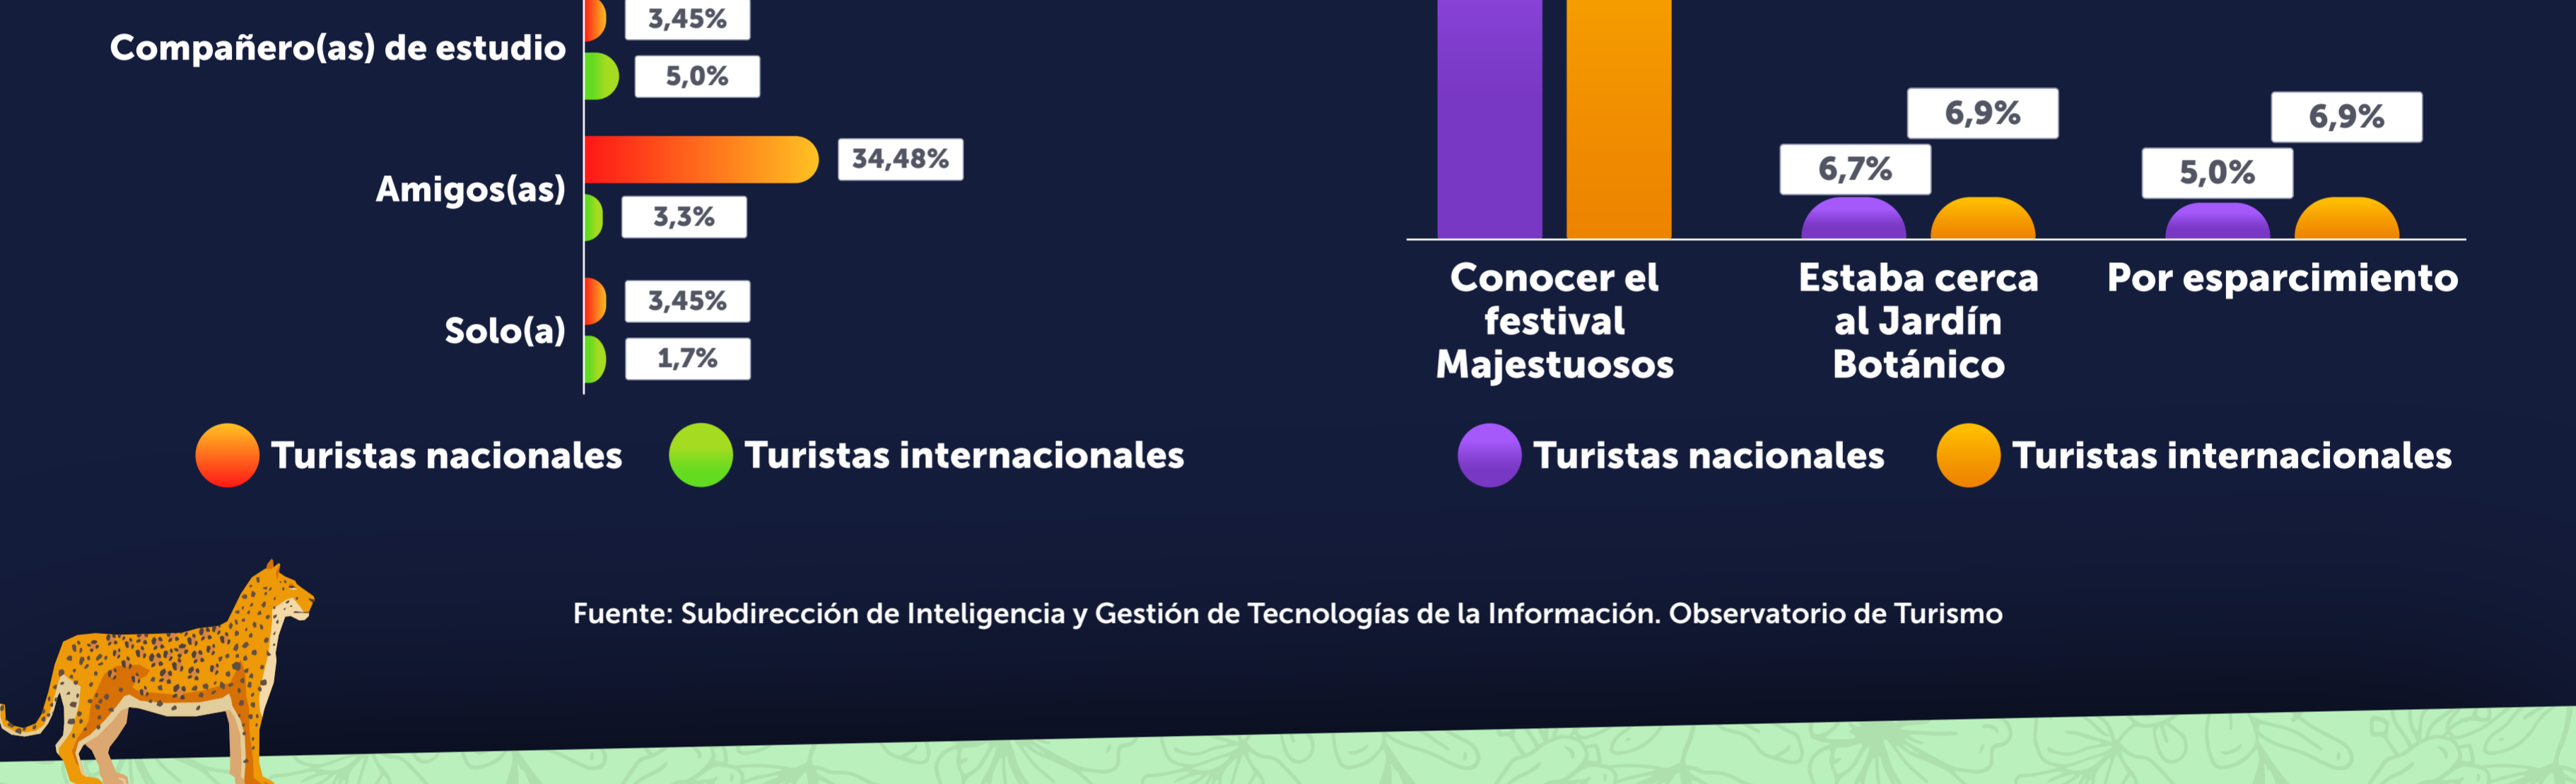 3,45%
Compañero(as) de estudio
5,0%
34,48%
Amigos(as)
3,3%
3,45%
Solo(a)
1,7%
Turistas nacionales
Turistas internacionales
6,9%
6,9%
6,7%
5,0%
Conocer el
festival
Majestuosos
Estaba cerca
al Jardín
Botánico
Por esparcimiento
Turistas nacionales
Turistas internacionales
Fuente: Subdirección de Inteligencia y Gestión de Tecnologías de la Información. Observatorio de Turismo